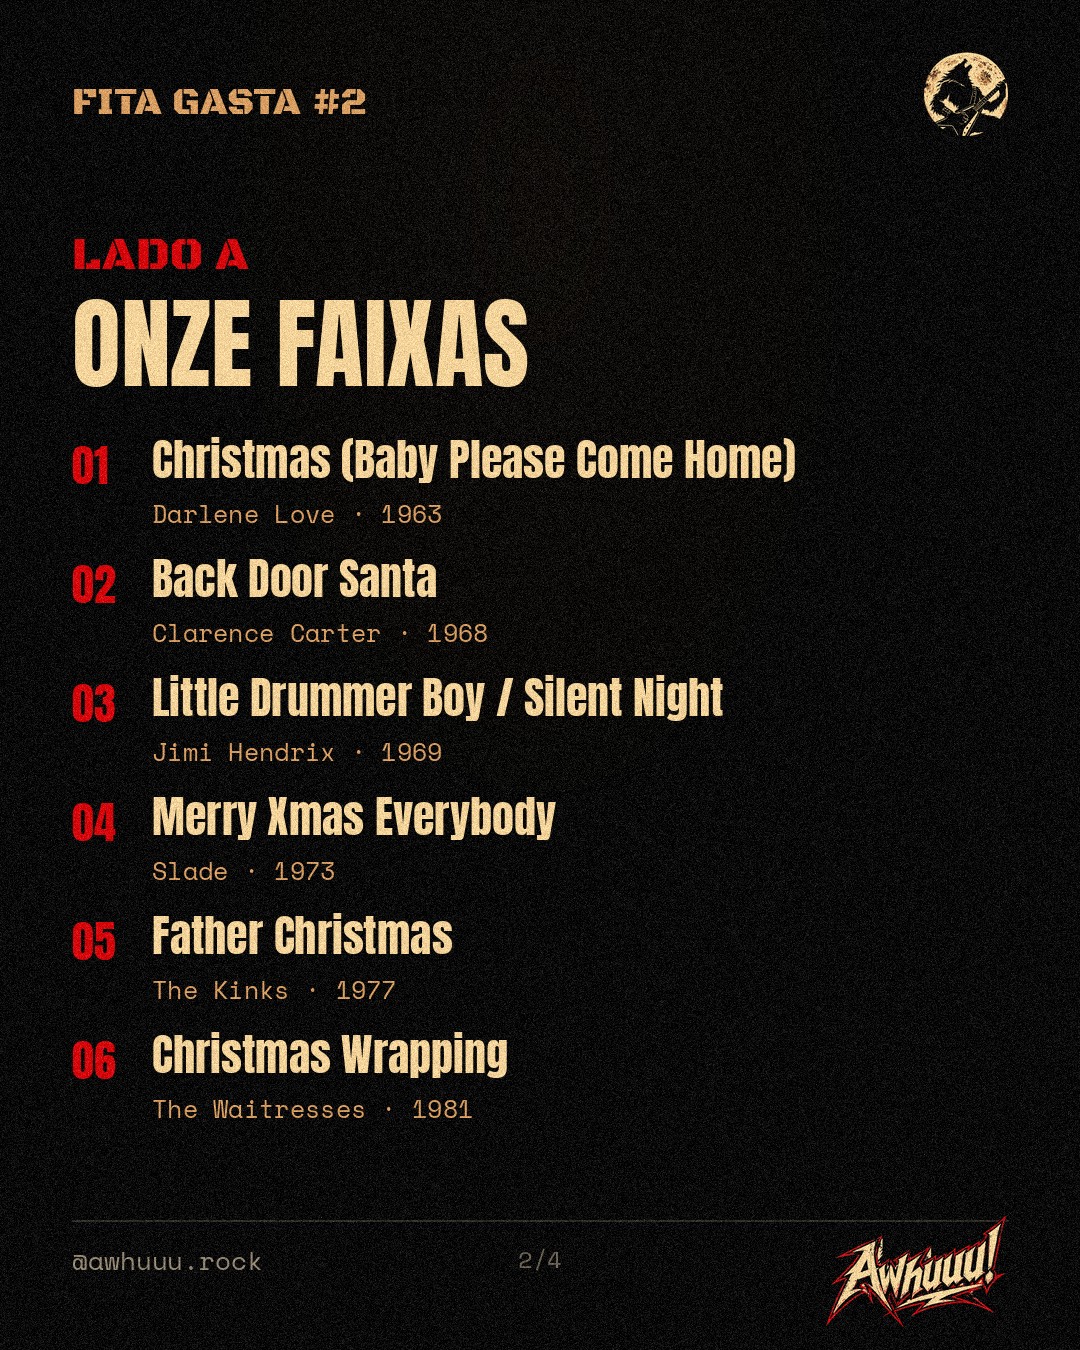 FITA GASTA #2
LADO A
ONZE FAIXAS
01 Christmas (Baby Please Come Home)
Darlene Love · 1963
02 Back Door Santa
Clarence Carter · 1968
03 Little Drummer Boy / Silent Night
Jimi Hendrix · 1969
04 Merry Xmas Everybody
Slade · 1973
05 Father Christmas
The Kinks · 1977
06 Christmas Wrapping
The Waitresses · 1981
@awhuuu.rock 2/4 Awhuuu!